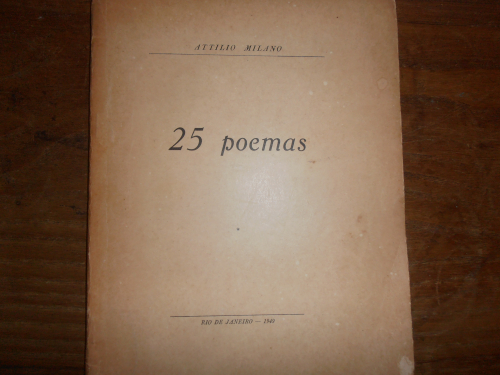 ATTILIO MILANO
25 poemas
RIO DE JANEIRO — 1940